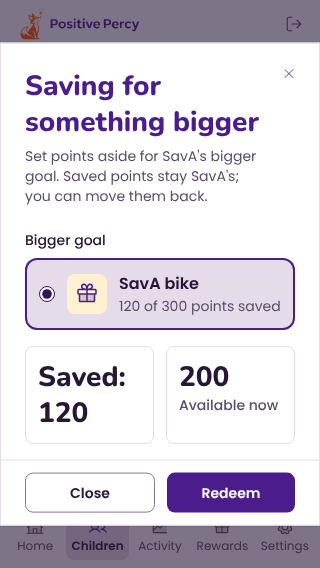 Positive Percy
Saving for
something bigger
Set points aside for SavA's bigger
goal. Saved points stay SavA's;
you can move them back.
Bigger goal
SavA bike
120 of 300 points saved
Saved:
120
200
Available now
Close
Redeem
Home
Children
Activity
Rewards
Settings